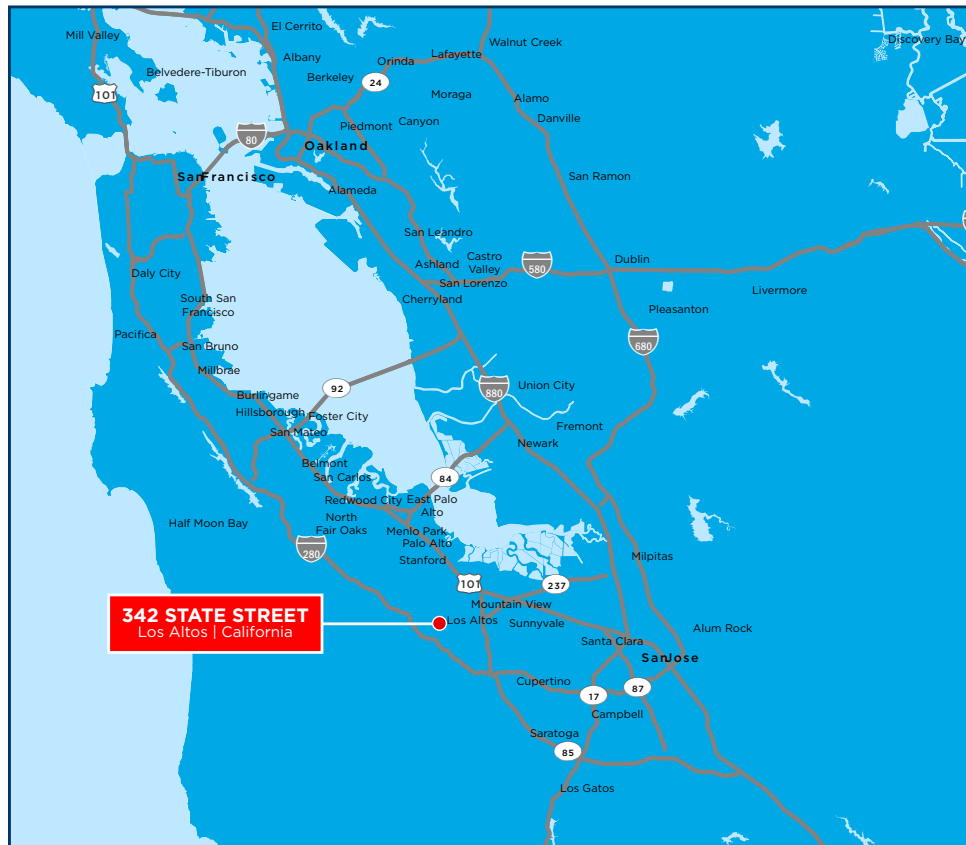 El Cerrito
Mill Valley
Walnut Creek
Discovery Bay
Albany
Orinda
Lafayette
Belvedere-Tiburon
Berkeley
24
101
Moraga
Alamo
Danville
80
Piedmont
Canyon
Oakland
San Francisco
Alameda
San Ramon
San Leandro
Ashland
Castro
Valley
580
Dublin
Daly City
San Lorenzo
Cherryland
Livermore
South San
Francisco
Pleasanton
Pacifica
San Bruno
680
Millbrae
92
880
Union City
Burlingame
Hillsborough
Foster City
San Mateo
Fremont
Newark
Belmont
San Carlos
84
Redwood City
East Palo
Alto
Half Moon Bay
North
Fair Oaks
Menlo Park
Palo Alto
280
Stanford
Milpitas
101
237
Mountain View
342 STATE STREET
Los Altos | California
Los Altos
Sunnyvale
Alum Rock
Santa Clara
San Jose
Cupertino
87
17
Campbell
Saratoga
85
Los Gatos